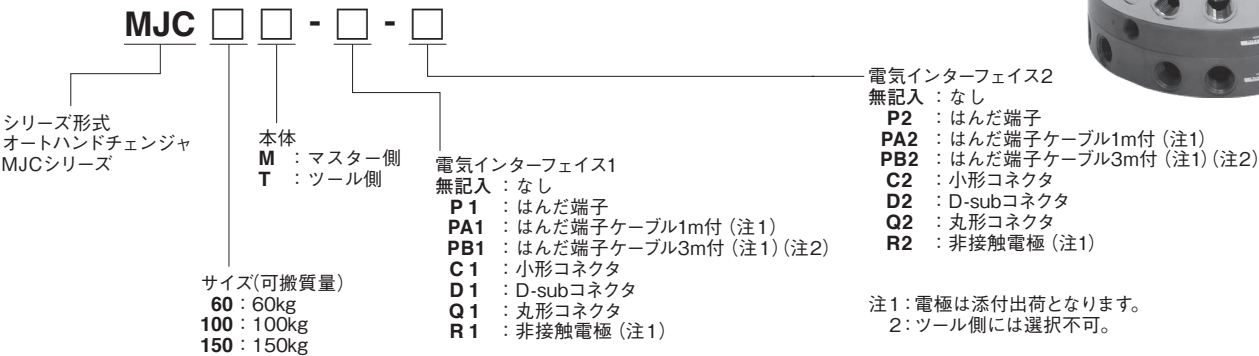 MJC □ □ - □ - □
シリーズ形式
オートハンドチェンジャ
MJCシリーズ
サイズ(可搬質量)
60：60kg
100：100kg
150：150kg
本体
M ：マスター側
T ：ツール側
電気インターフェイス1
無記入：なし
P 1 ：はんだ端子
PA1 ：はんだ端子ケーブル1m付（注1）
PB1 ：はんだ端子ケーブル3m付（注1）（注2）
C 1 ：小形コネクタ
D 1 ：D-subコネクタ
Q 1 ：丸形コネクタ
R 1 ：非接触電極（注1）
電気インターフェイス2
無記入：なし
P2 ：はんだ端子
PA2 ：はんだ端子ケーブル1m付（注1）
PB2 ：はんだ端子ケーブル3m付（注1）（注2）
C2 ：小形コネクタ
D2 ：D-subコネクタ
Q2 ：丸形コネクタ
R2 ：非接触電極（注1）
注1：電極は添付出荷となります。
2：ツール側には選択不可。